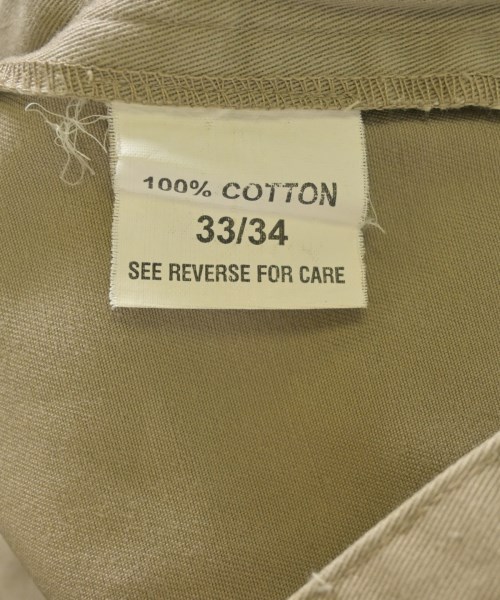 100% COTTON
33/34
SEE REVERSE FOR CARE